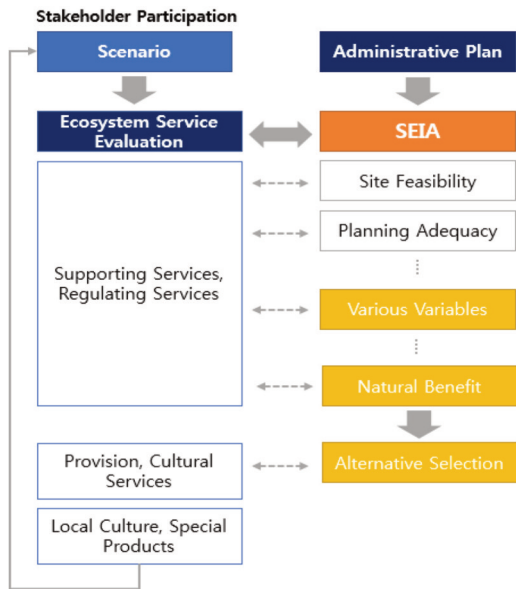 Stakeholder Participation
Scenario
Administrative Plan
Ecosystem Service
Evaluation
SEIA
Site Feasibility
Planning Adequacy
Supporting Services,
Regulating Services
Various Variables
Natural Benefit
Provision, Cultural
Services
Alternative Selection
Local Culture, Special
Products